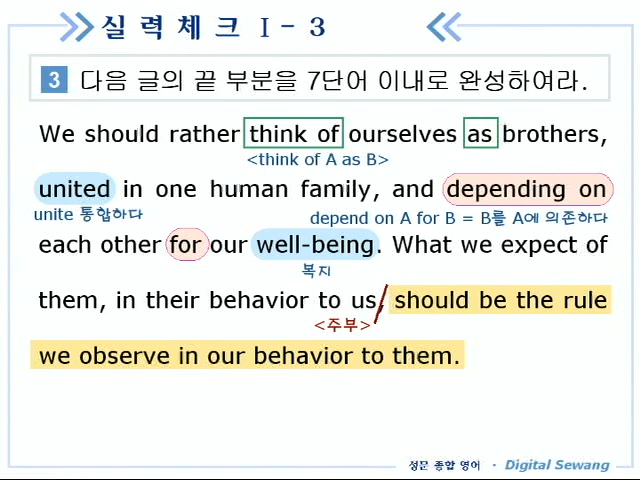 실 력 체 크 I - 3
3 다음 글의 끝 부분을 7단어 이내로 완성하여라.
We should rather think of ourselves as brothers,
<think of A as B>
united in one human family, and depending on
unite 통합하다 depend on A for B = B를 A에 의존하다
each other for our well-being. What we expect of
복지
them, in their behavior to us, should be the rule
<주부>
we observe in our behavior to them.
정문 종합 영어 · Digital Sewang